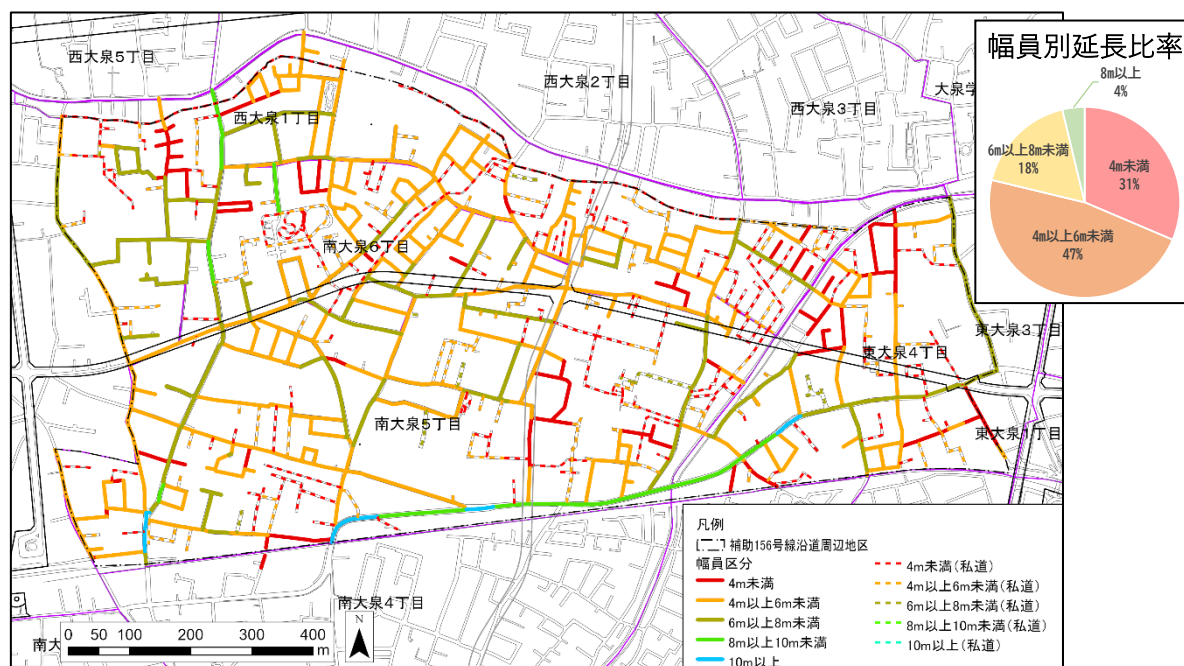 西大泉5丁目
西大泉2丁目
西大泉3丁目
大泉学
西大泉1丁目
南大泉6丁目
東大泉3丁目
東大泉4丁目
南大泉5丁目
東大泉1丁目
南大泉4丁目
南大
幅員別延長比率
8m以上
4%
6m以上8m未満
18%
4m未満
31%
4m以上6m未満
47%
凡例
補助156号線沿道周辺地区
幅員区分
4m未満
4m以上6m未満
6m以上8m未満
8m以上10m未満
10m以上
4m未満(私道)
4m以上6m未満(私道)
6m以上8m未満(私道)
8m以上10m未満(私道)
10m以上(私道)
0 50 100 200 300 400
m
N